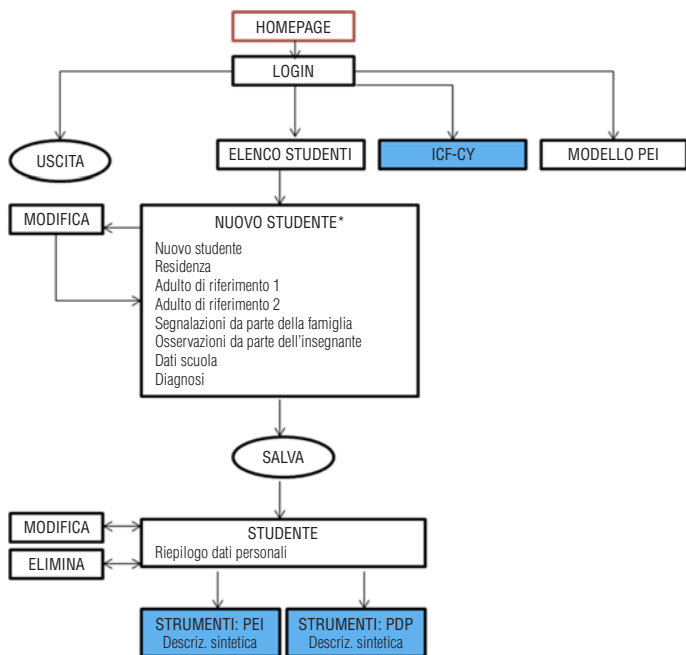 HOMEPAGE
LOGIN
USCITA
ELENCO STUDENTI
ICF-CY
MODELLO PEI
MODIFICA
NUOVO STUDENTE*
Nuovo studente
Residenza
Adulto di riferimento 1
Adulto di riferimento 2
Segnalazioni da parte della famiglia
Osservazioni da parte dell'insegnante
Dati scuola
Diagnosi
SALVA
MODIFICA
ELIMINA
STUDENTE
Riepilogo dati personali
STRUMENTI: PEI
Descriz. sintetica
STRUMENTI: PDP
Descriz. sintetica